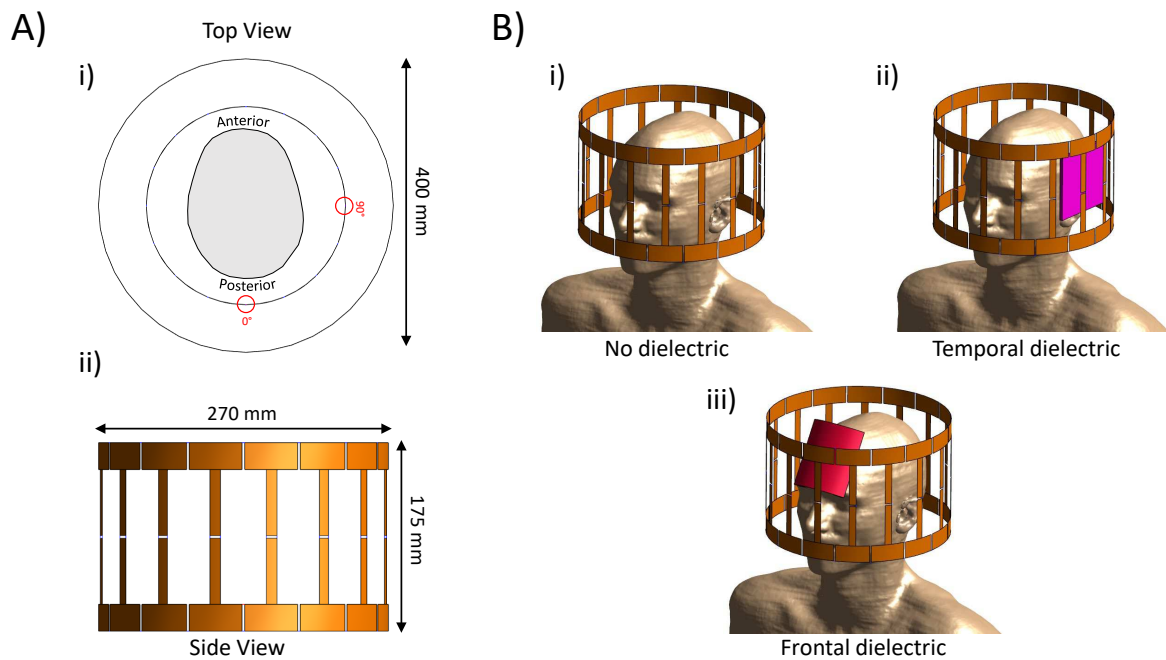 A)
Top View
i)
Anterior
90°
400 mm
Posterior
0°
ii)
270 mm
175 mm
Side View
B)
i)
No dielectric
ii)
Temporal dielectric
iii)
Frontal dielectric